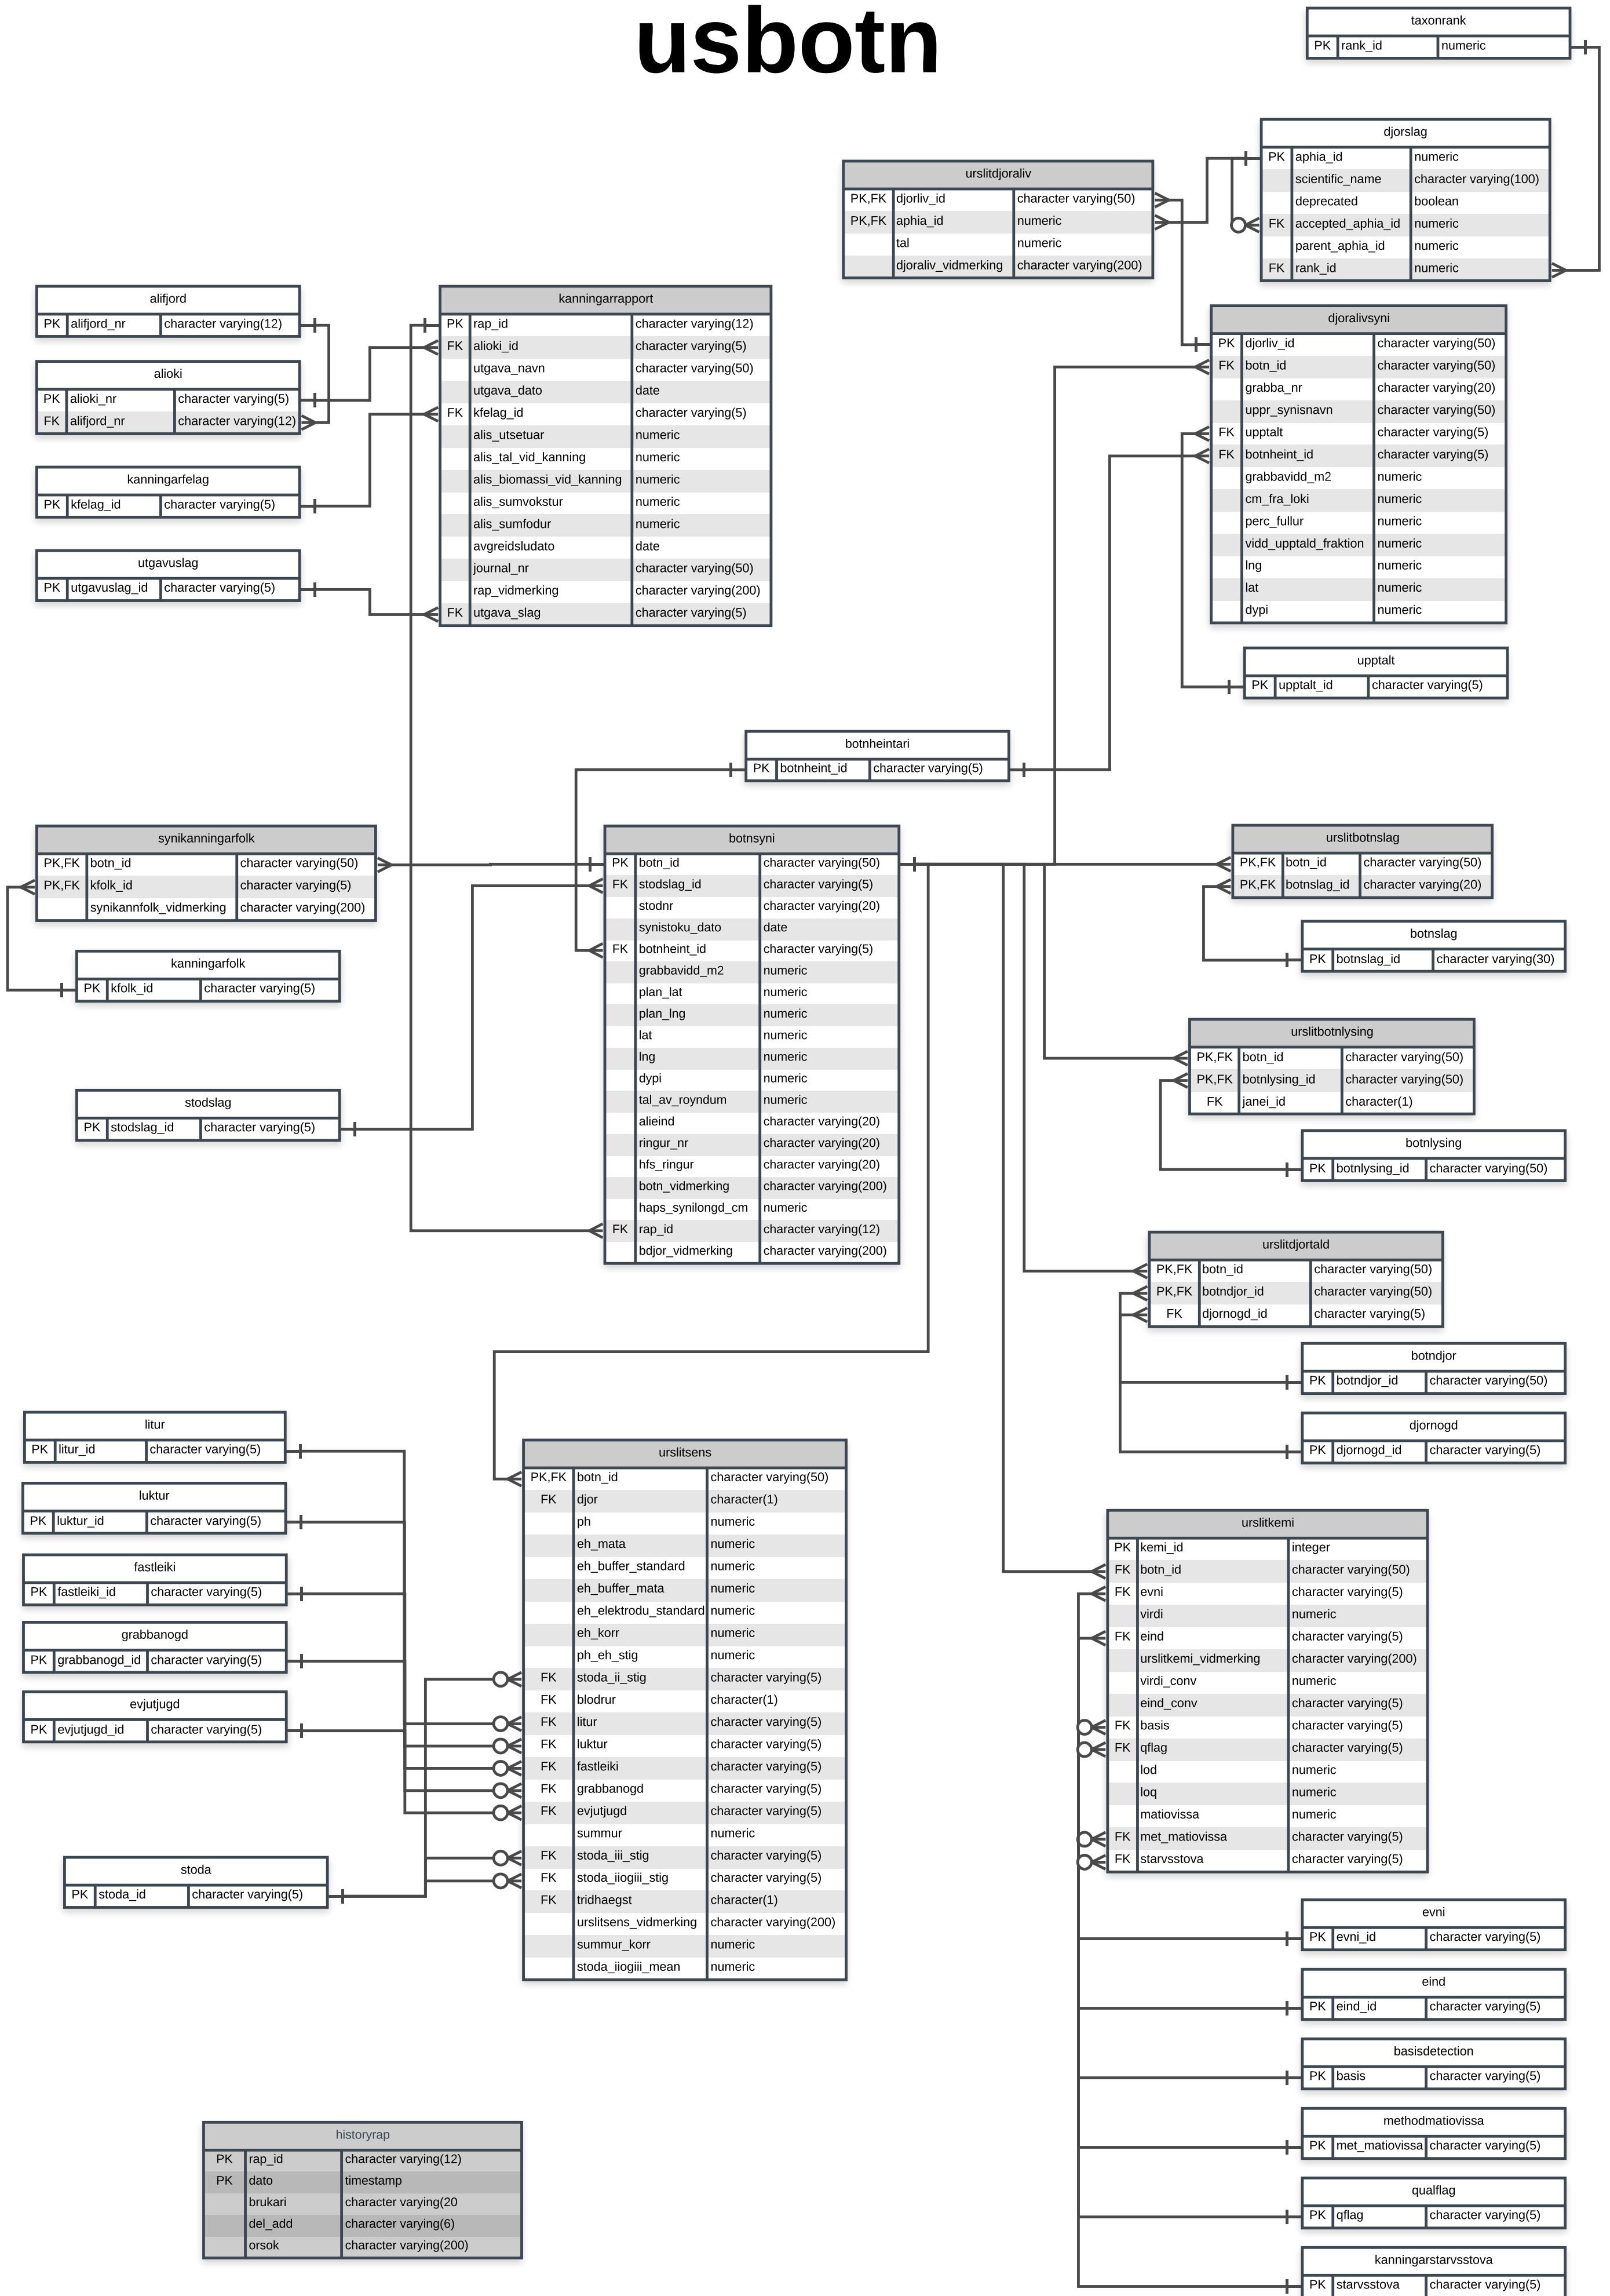 usbotn
taxonrank
PK rank_id numeric
djorslag
PK aphia_id numeric
scientific_name character varying(100)
deprecated boolean
FK accepted_aphia_id numeric
parent_aphia_id numeric
FK rank_id numeric
urslitdjoraliv
PK,FK djorliv_id character varying(50)
PK,FK aphia_id numeric
tal numeric
djoraliv_vidmerking character varying(200)
alifjord
PK alifjord_nr character varying(12)
alioki
PK alioki_nr character varying(5)
FK alifjord_nr character varying(12)
kanningarfelag
PK kfelag_id character varying(5)
utgavuslag
PK utgavuslag_id character varying(5)
kanningarrapport
PK rap_id character varying(12)
FK alioki_id character varying(5)
utgava_navn character varying(50)
utgava_dato date
FK kfelag_id character varying(5)
alis_utsetuar numeric
alis_tal_vid_kanning numeric
alis_biomassi_vid_kanning numeric
alis_sumvokstur numeric
alis_sumfodur numeric
avgreidsludato date
journal_nr character varying(50)
rap_vidmerking character varying(200)
FK utgava_slag character varying(5)
djoralivsyni
PK djorliv_id character varying(50)
FK botn_id character varying(50)
grabba_nr character varying(20)
uppr_synisnavn character varying(50)
FK upptalt character varying(5)
FK botnheint_id character varying(5)
grabbavidd_m2 numeric
cm_fra_loki numeric
perc_fullur numeric
vidd_upptald_fraktion numeric
lng numeric
lat numeric
dypi numeric
upptalt
PK upptalt_id character varying(5)
botnheintari
PK botnheint_id character varying(5)
synikanningarfolk
PK,FK botn_id character varying(50)
PK,FK kfolk_id character varying(5)
synikannfolk_vidmerking character varying(200)
kanningarfolk
PK kfolk_id character varying(5)
stodslag
PK stodslag_id character varying(5)
botnsyni
PK botn_id character varying(50)
FK stodslag_id character varying(5)
stodnr character varying(20)
synistoku_dato date
FK botnheint_id character varying(5)
grabbavidd_m2 numeric
plan_lat numeric
plan_lng numeric
lat numeric
lng numeric
dypi numeric
tal_av_royndum numeric
alieind character varying(20)
ringur_nr character varying(20)
hfs_ringur character varying(20)
botn_vidmerking character varying(200)
haps_synilongd_cm numeric
FK rap_id character varying(12)
bdjor_vidmerking character varying(200)
urslitbotnslag
PK,FK botn_id character varying(50)
PK,FK botnslag_id character varying(20)
botnslag
PK botnslag_id character varying(30)
urslitbotnlysing
PK,FK botn_id character varying(50)
PK,FK botnlysing_id character varying(50)
FK janei_id character(1)
botnlysing
PK botnlysing_id character varying(50)
urslitdjortald
PK,FK botn_id character varying(50)
PK,FK botndjor_id character varying(50)
FK djornogd_id character varying(5)
botndjor
PK botndjor_id character varying(50)
djornogd
PK djornogd_id character varying(5)
litur
PK litur_id character varying(5)
luktur
PK luktur_id character varying(5)
fastleiki
PK fastleiki_id character varying(5)
grabbanogd
PK grabbanogd_id character varying(5)
evjutjugd
PK evjutjugd_id character varying(5)
stoda
PK stoda_id character varying(5)
urslitsens
PK,FK botn_id character varying(50)
FK djor character(1)
ph numeric
eh_mata numeric
eh_buffer_standard numeric
eh_buffer_mata numeric
eh_elektrodu_standard numeric
eh_korr numeric
ph_eh_stig numeric
FK stoda_ii_stig character varying(5)
FK blodrur character(1)
FK litur character varying(5)
FK luktur character varying(5)
FK fastleiki character varying(5)
FK grabbanogd character varying(5)
FK evjutjugd character varying(5)
summur numeric
FK stoda_iii_stig character varying(5)
FK stoda_iiogiii_stig character varying(5)
FK tridhaegst character(1)
urslitsens_vidmerking character varying(200)
summur_korr numeric
stoda_iiogiii_mean numeric
urslitkemi
PK kemi_id integer
FK botn_id character varying(50)
FK evni character varying(5)
virdi numeric
FK eind character varying(5)
urslitkemi_vidmerking character varying(200)
virdi_conv numeric
eind_conv character varying(5)
FK basis character varying(5)
FK qflag character varying(5)
lod numeric
loq numeric
matiovissa numeric
FK met_matiovissa character varying(5)
FK starvsstova character varying(5)
evni
PK evni_id character varying(5)
eind
PK eind_id character varying(5)
basisdetection
PK basis character varying(5)
methodmatiovissa
PK met_matiovissa character varying(5)
qualflag
PK qflag character varying(5)
kanningarstarvsstova
PK starvsstova character varying(5)
historyrap
PK rap_id character varying(12)
PK dato timestamp
brukari character varying(20
del_add character varying(6)
orsok character varying(200)